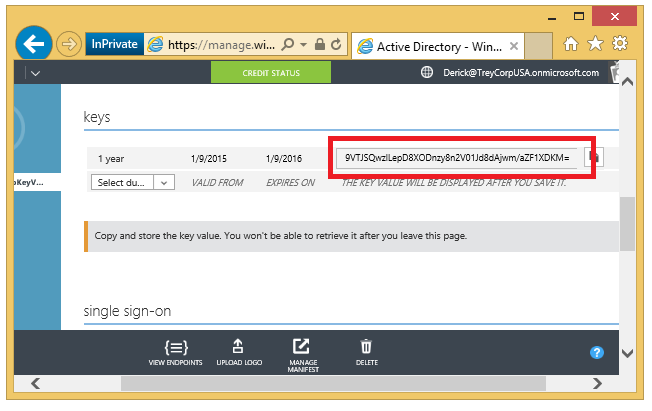 InPrivate https://manage.wi...
Active Directory - Win...
CREDIT STATUS Derick@TreyCorpUSA.onmicrosoft.com
keys
1 year 1/9/2015 1/9/2016 9VTJSQwzlLepD8XODnzy8n2V01Jd8dAjwm/aZF1XDKM=
oKeyV...
Select du... VALID FROM EXPIRES ON THE KEY VALUE WILL BE DISPLAYED AFTER YOU SAVE IT.
Copy and store the key value. You won't be able to retrieve it after you leave this page.
single sign-on
VIEW ENDPOINTS UPLOAD LOGO MANAGE MANIFEST DELETE